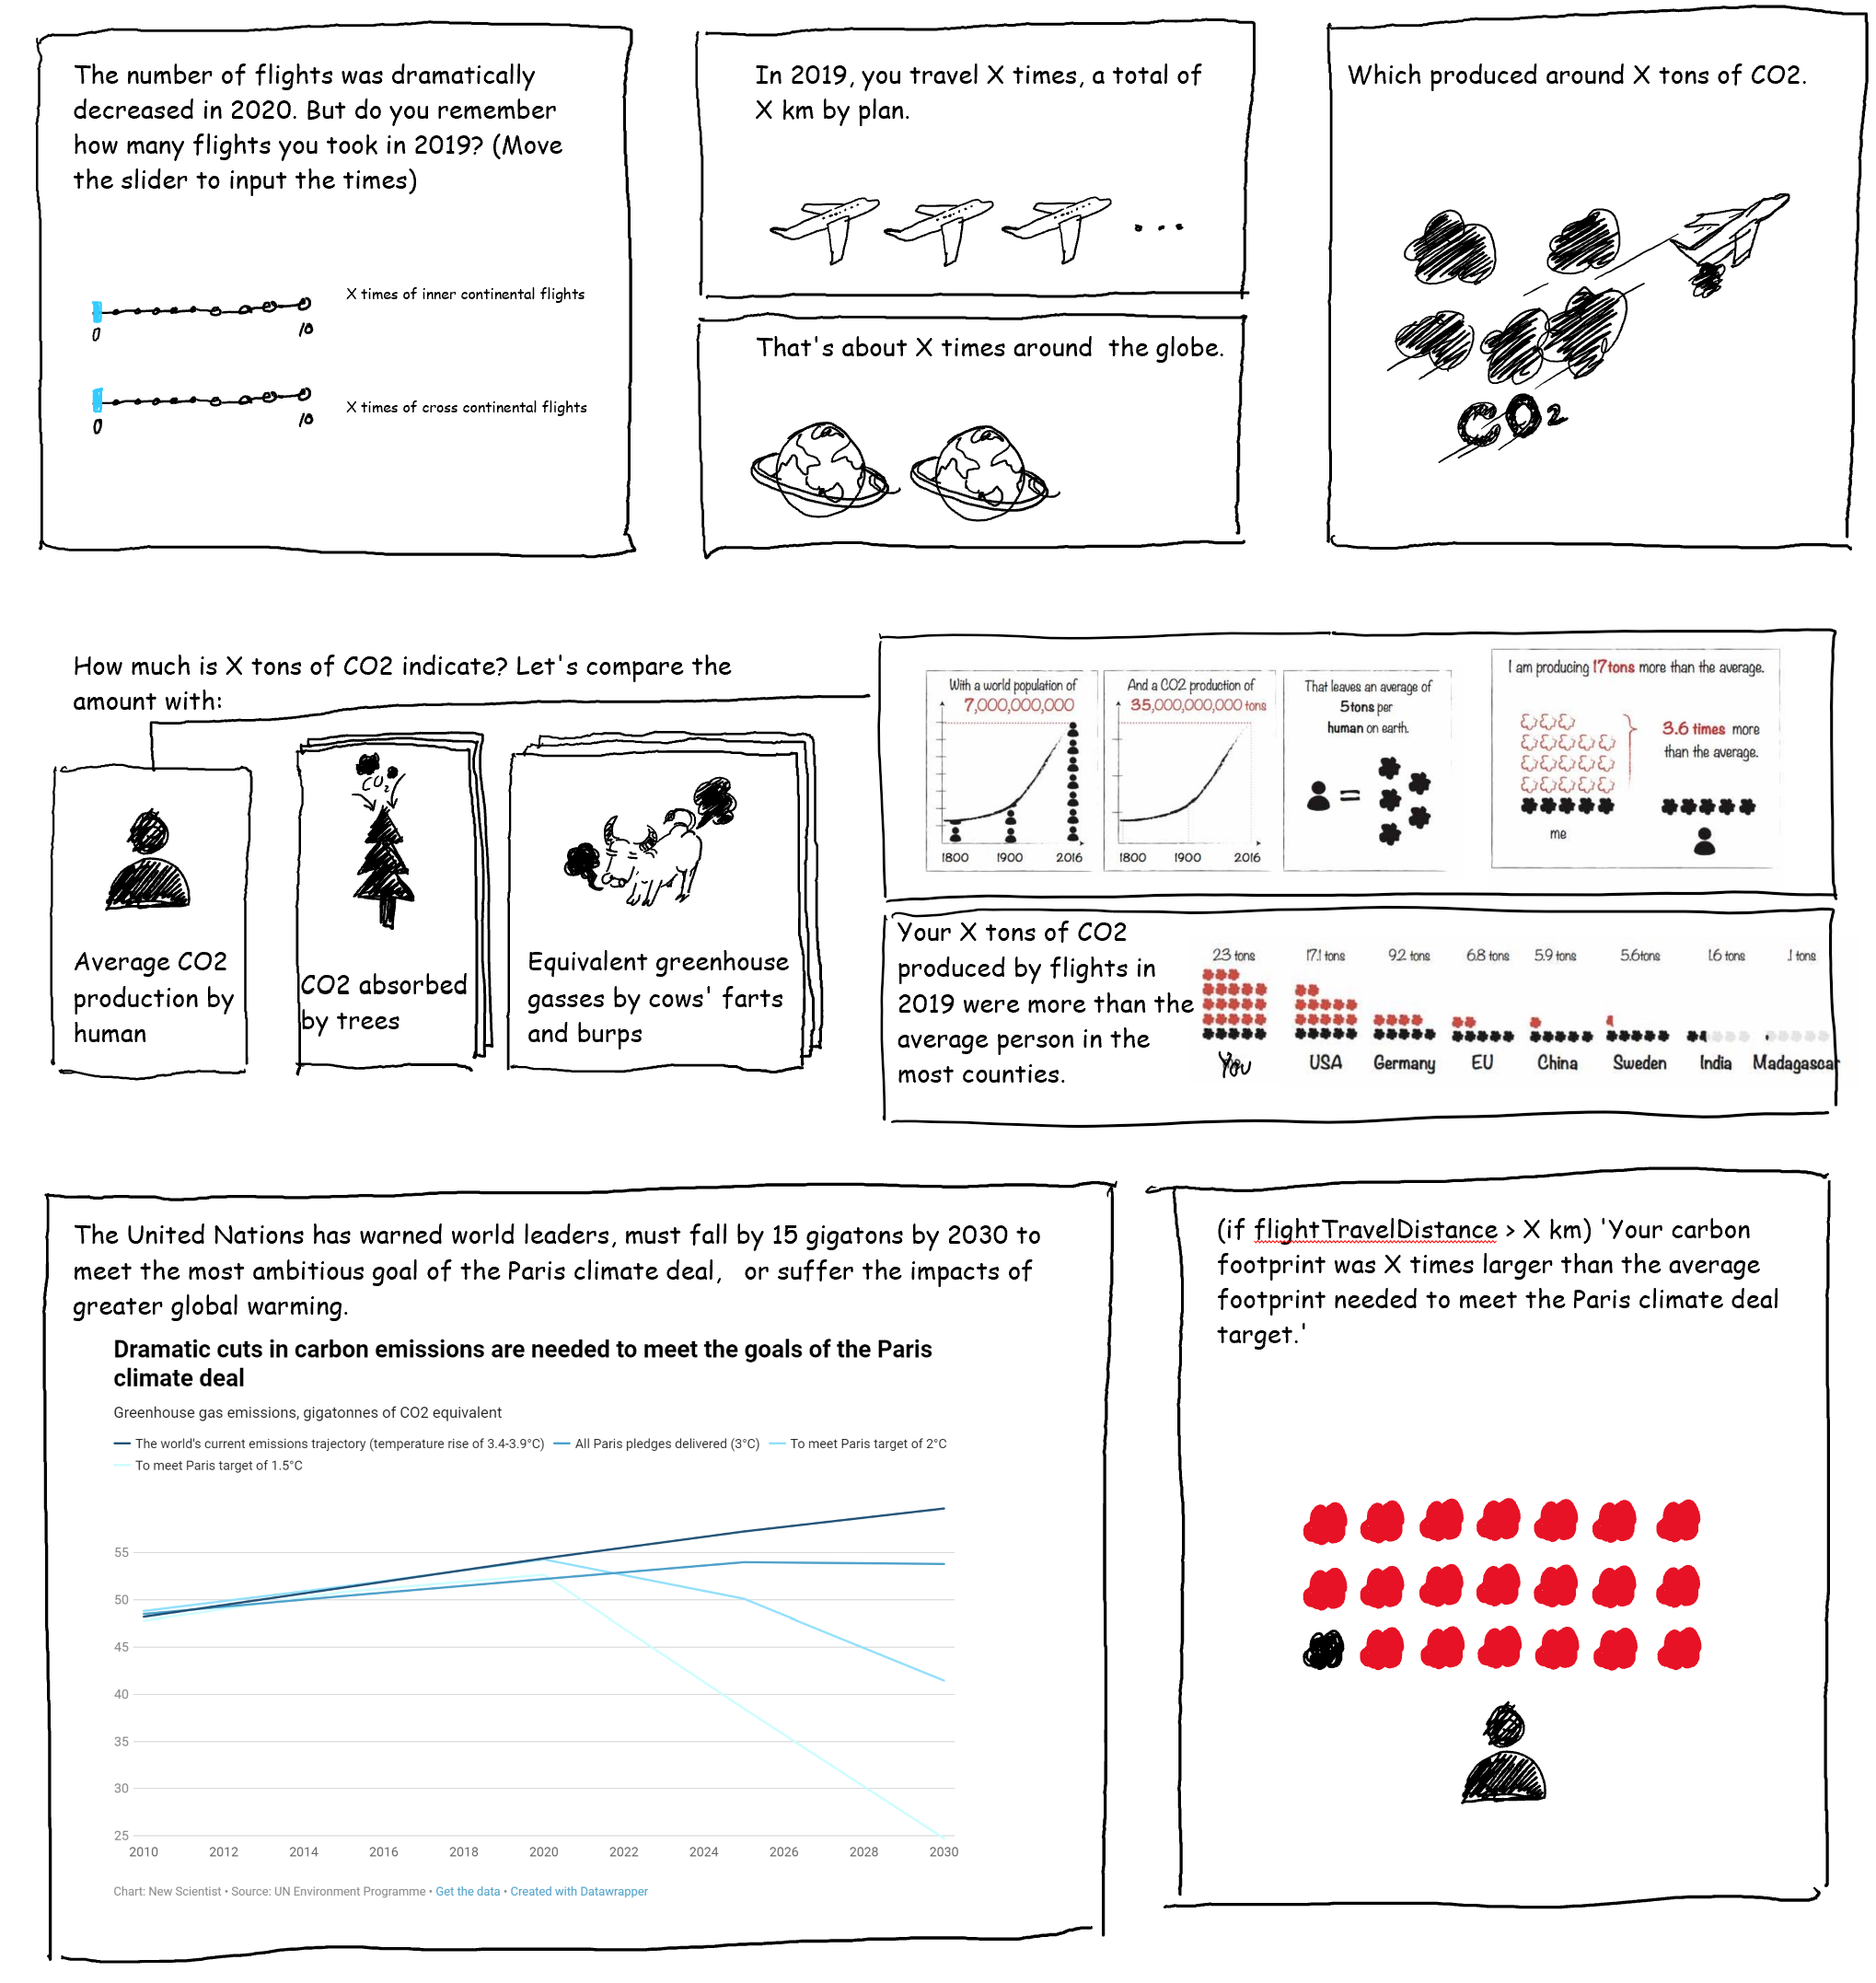 The number of flights was dramatically
decreased in 2020. But do you remember
how many flights you took in 2019? (Move
the slider to input the times)
X times of inner continental flights
0
10
X times of cross continental flights
0
10
In 2019, you travel X times, a total of
X km by plan.
That's about X times around the globe.
Which produced around X tons of CO2.
CO2
How much is X tons of CO2 indicate? Let's compare the
amount with:
Average CO2
production by
human
CO2
CO2 absorbed
by trees
Equivalent greenhouse
gasses by cows' farts
and burps
With a world population of
7,000,000,000
1800 1900 2016
And a CO2 production of
35,000,000,000 tons
1800 1900 2016
That leaves an average of
5tons per
human on earth.
=
I am producing 17tons more than the average.
3.6 times more
than the average.
me
Your X tons of CO2
produced by flights in
2019 were more than the
average person in the
most counties.
23 tons 17.1 tons 9.2 tons 6.8 tons 5.9 tons 5.6tons 1.6 tons .1 tons
You USA Germany EU China Sweden India Madagascar
The United Nations has warned world leaders, must fall by 15 gigatons by 2030 to
meet the most ambitious goal of the Paris climate deal, or suffer the impacts of
greater global warming.
Dramatic cuts in carbon emissions are needed to meet the goals of the Paris
climate deal
Greenhouse gas emissions, gigatonnes of CO2 equivalent
The world's current emissions trajectory (temperature rise of 3.4-3.9°C) All Paris pledges delivered (3°C) To meet Paris target of 2°C
To meet Paris target of 1.5°C
55
50
45
40
35
30
25
2010 2012 2014 2016 2018 2020 2022 2024 2026 2028 2030
Chart: New Scientist • Source: UN Environment Programme • Get the data • Created with Datawrapper
(if flightTravelDistance > X km) 'Your carbon
footprint was X times larger than the average
footprint needed to meet the Paris climate deal
target.'